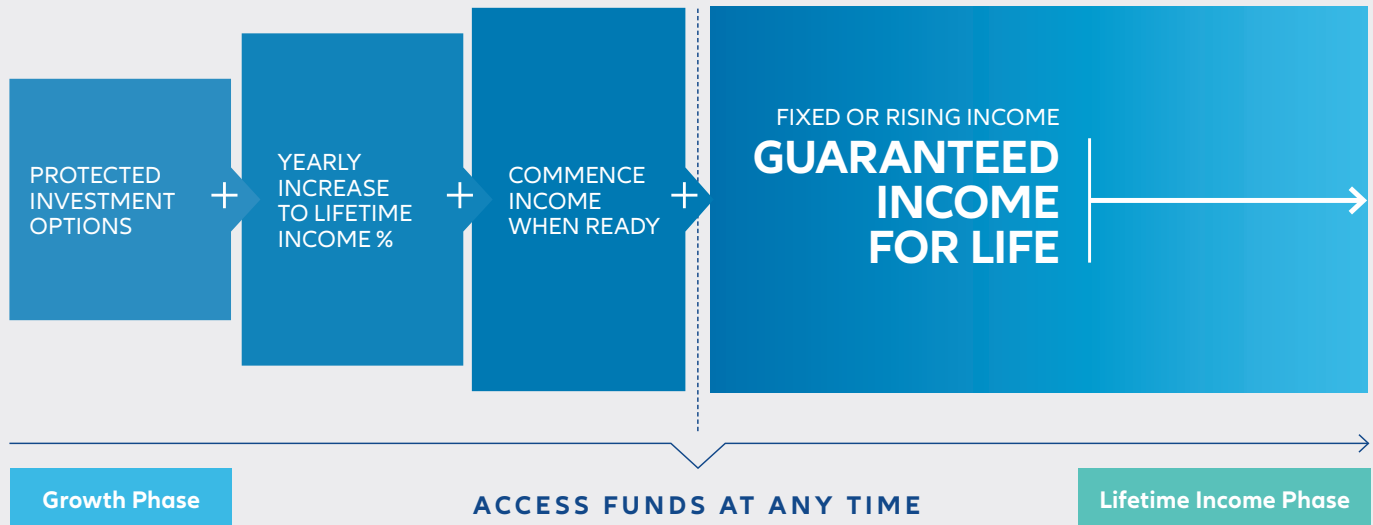 PROTECTED
INVESTMENT
OPTIONS
+
YEARLY
INCREASE
TO LIFETIME
INCOME %
+
COMMENCE
INCOME
WHEN READY
+
FIXED OR RISING INCOME
GUARANTEED
INCOME
FOR LIFE
Growth Phase
ACCESS FUNDS AT ANY TIME
Lifetime Income Phase